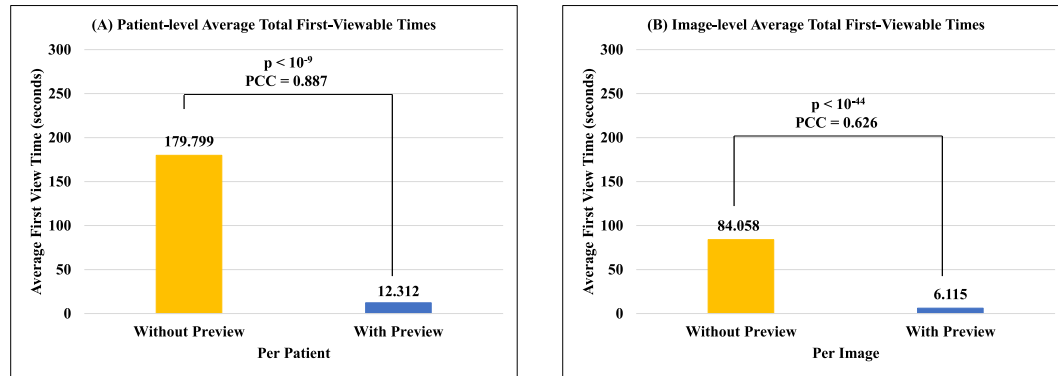 (A) Patient-level Average Total First-Viewable Times
Average First View Time (seconds)
300
250
200
150
100
50
0
p < 10⁻⁹
PCC = 0.887
179.799
12.312
Without Preview
With Preview
Per Patient
(B) Image-level Average Total First-Viewable Times
Average First View Time (seconds)
300
250
200
150
100
50
0
p < 10⁻⁴⁴
PCC = 0.626
84.058
6.115
Without Preview
With Preview
Per Image